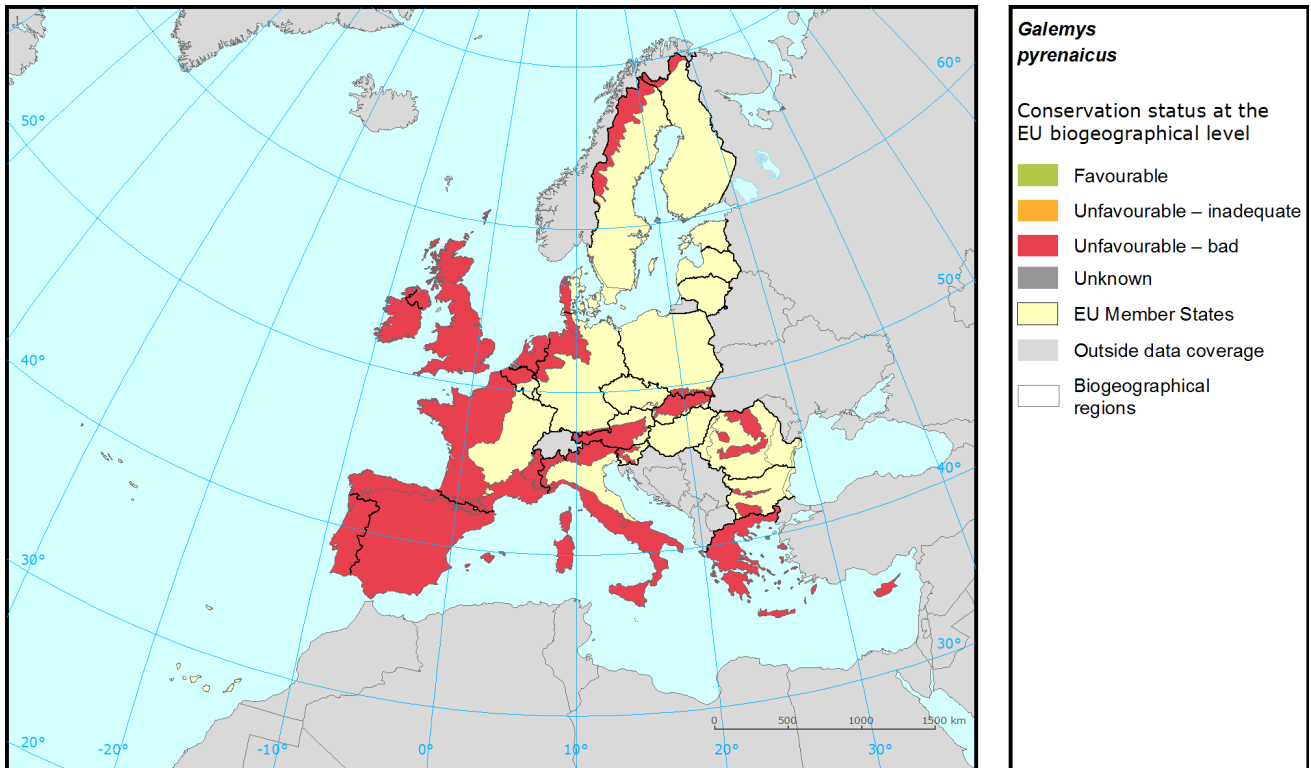 60°
50°
50°
40°
40°
30°
30°
20°
-20°
-10°
0°
10°
20°
30°
0
500
1000
1500 km
Galemys
pyrenaicus
Conservation status at the
EU biogeographical level
Favourable
Unfavourable – inadequate
Unfavourable – bad
Unknown
EU Member States
Outside data coverage
Biogeographical
regions